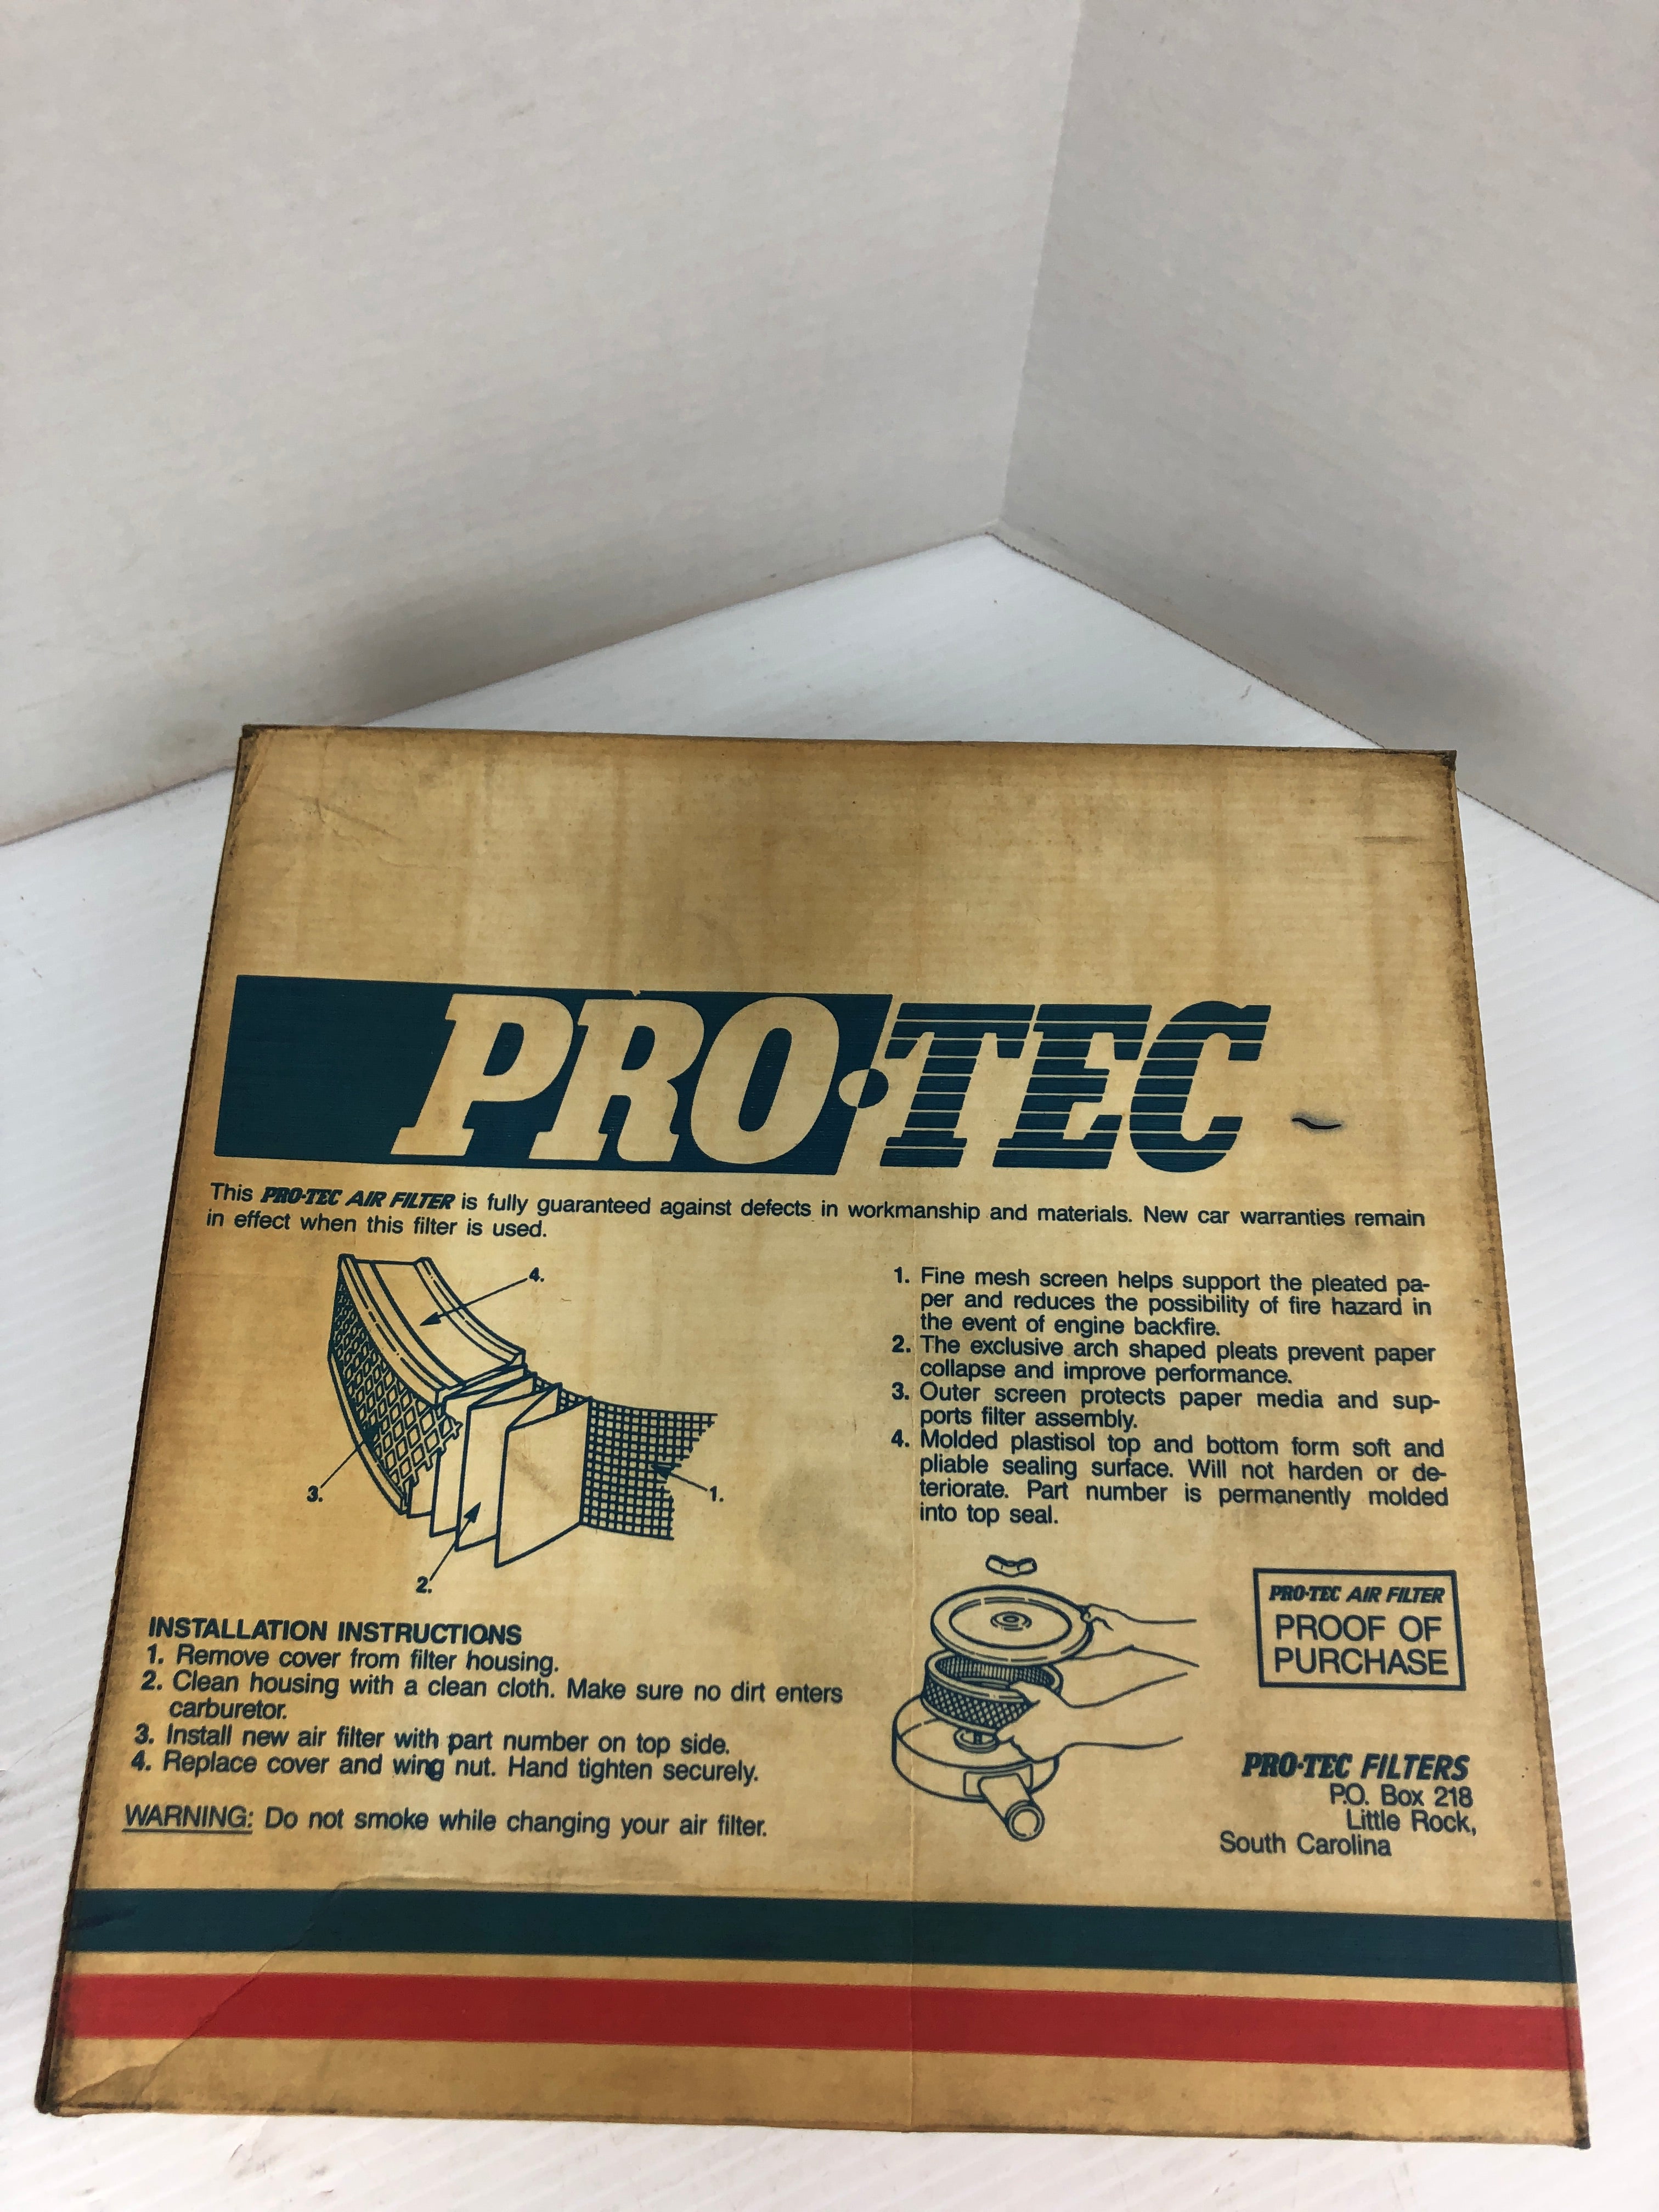 PRO•TEC
This PRO•TEC AIR FILTER is fully guaranteed against defects in workmanship and materials. New car warranties remain
in effect when this filter is used.
4.
3.
1.
2.
1. Fine mesh screen helps support the pleated pa-
per and reduces the possibility of fire hazard in
the event of engine backfire.
2. The exclusive arch shaped pleats prevent paper
collapse and improve performance.
3. Outer screen protects paper media and sup-
ports filter assembly.
4. Molded plastisol top and bottom form soft and
pliable sealing surface. Will not harden or de-
teriorate. Part number is permanently molded
into top seal.
INSTALLATION INSTRUCTIONS
1. Remove cover from filter housing.
2. Clean housing with a clean cloth. Make sure no dirt enters
carburetor.
3. Install new air filter with part number on top side.
4. Replace cover and wing nut. Hand tighten securely.
WARNING: Do not smoke while changing your air filter.
PRO•TEC AIR FILTER
PROOF OF
PURCHASE
PRO•TEC FILTERS
P.O. Box 218
Little Rock,
South Carolina